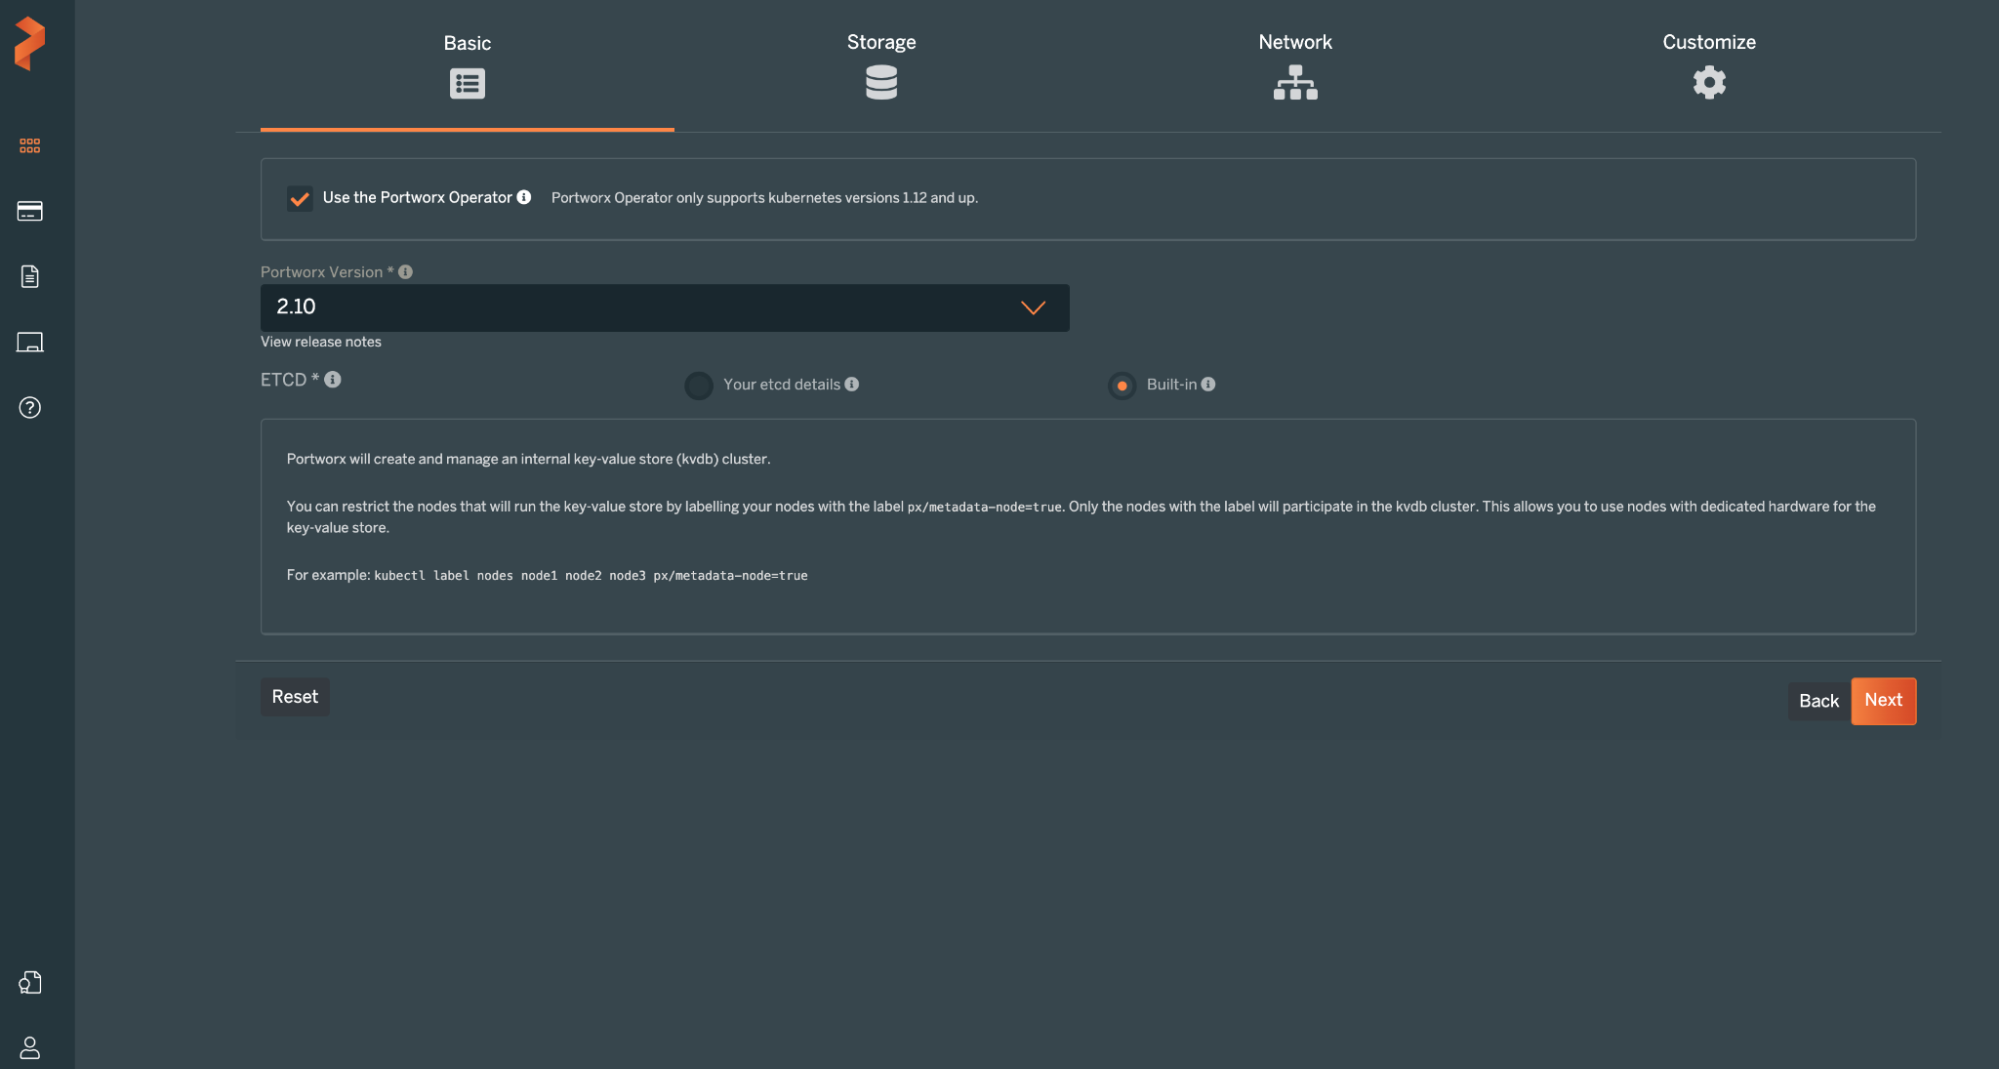 Basic
Storage
Network
Customize
Use the Portworx Operator
Portworx Operator only supports kubernetes versions 1.12 and up.
Portworx Version *
2.10
View release notes
ETCD *
Your etcd details
Built-in
Portworx will create and manage an internal key-value store (kvdb) cluster.
You can restrict the nodes that will run the key-value store by labelling your nodes with the label px/metadata-node=true. Only the nodes with the label will participate in the kvdb cluster. This allows you to use nodes with dedicated hardware for the
key-value store.
For example: kubectl label nodes node1 node2 node3 px/metadata-node=true
Reset
Back
Next